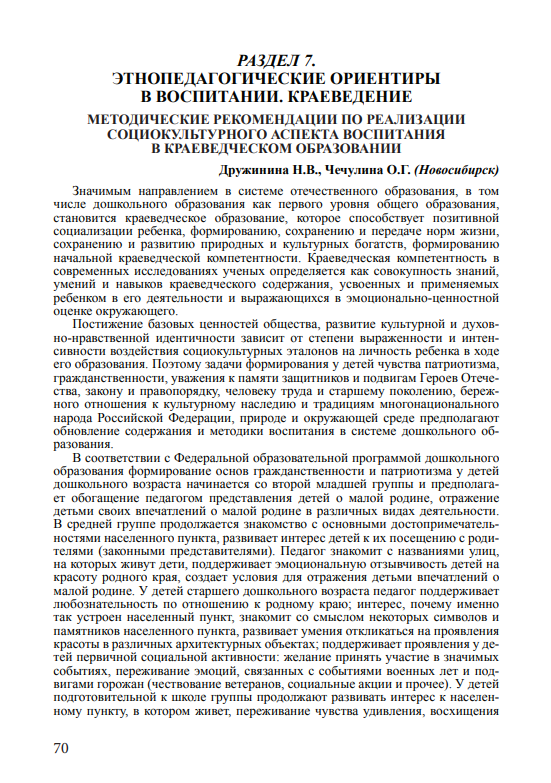 РАЗДЕЛ 7.
ЭТНОПЕДАГОГИЧЕСКИЕ ОРИЕНТИРЫ
В ВОСПИТАНИИ. КРАЕВЕДЕНИЕ
МЕТОДИЧЕСКИЕ РЕКОМЕНДАЦИИ ПО РЕАЛИЗАЦИИ
СОЦИОКУЛЬТУРНОГО АСПЕКТА ВОСПИТАНИЯ
В КРАЕВЕДЧЕСКОМ ОБРАЗОВАНИИ
Дружинина Н.В., Чечулина О.Г. (Новосибирск)
Значимым направлением в системе отечественного образования, в том
числе дошкольного образования как первого уровня общего образования,
становится краеведческое образование, которое способствует позитивной
социализации ребенка, формированию, сохранению и передаче норм жизни,
сохранению и развитию природных и культурных богатств, формированию
начальной краеведческой компетентности. Краеведческая компетентность в
современных исследованиях ученых определяется как совокупность знаний,
умений и навыков краеведческого содержания, усвоенных и применяемых
ребенком в его деятельности и выражающихся в эмоционально-ценностной
оценке окружающего.
Постижение базовых ценностей общества, развитие культурной и духов-
но-нравственной идентичности зависит от степени выраженности и интен-
сивности воздействия социокультурных эталонов на личность ребенка в ходе
его образования. Поэтому задачи формирования у детей чувства патриотизма,
гражданственности, уважения к памяти защитников и подвигам Героев Отече-
ства, закону и правопорядку, человеку труда и старшему поколению, береж-
ного отношения к культурному наследию и традициям многонационального
народа Российской Федерации, природе и окружающей среде предполагают
обновление содержания и методики воспитания в системе дошкольного об-
разования.
В соответствии с Федеральной образовательной программой дошкольного
образования формирование основ гражданственности и патриотизма у детей
дошкольного возраста начинается со второй младшей группы и предполага-
ет обогащение педагогом представления детей о малой родине, отражение
детьми своих впечатлений о малой родине в различных видах деятельности.
В средней группе продолжается знакомство с основными достопримечатель-
ностями населенного пункта, развивает интерес детей к их посещению с роди-
телями (законными представителями). Педагог знакомит с названиями улиц,
на которых живут дети, поддерживает эмоциональную отзывчивость детей на
красоту родного края, создает условия для отражения детьми впечатлений о
малой родине. У детей старшего дошкольного возраста педагог поддерживает
любознательность по отношению к родному краю; интерес, почему именно
так устроен населенный пункт, знакомит со смыслом некоторых символов и
памятников населенного пункта, развивает умения откликаться на проявления
красоты в различных архитектурных объектах; поддерживает проявления у де-
тей первичной социальной активности: желание принять участие в значимых
событиях, переживание эмоций, связанных с событиями военных лет и под-
вигами горожан (чествование ветеранов, социальные акции и прочее). У детей
подготовительной к школе группы продолжают развивать интерес к населен-
ному пункту, в котором живет, переживание чувства удивления, восхищения
70